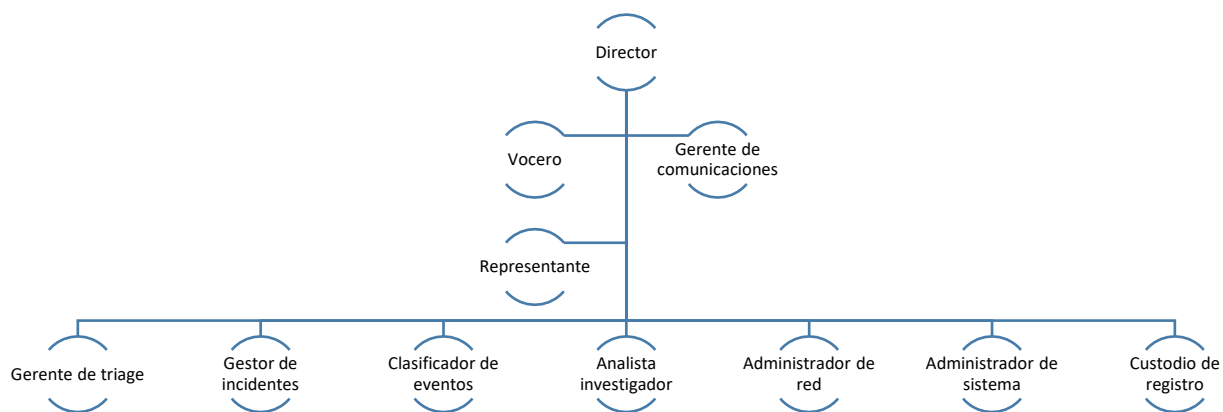 Director
Vocero
Gerente de
comunicaciones
Representante
Gerente de triage
Gestor de
incidentes
Clasificador de
eventos
Analista
investigador
Administrador de
red
Administrador de
sistema
Custodio de
registro